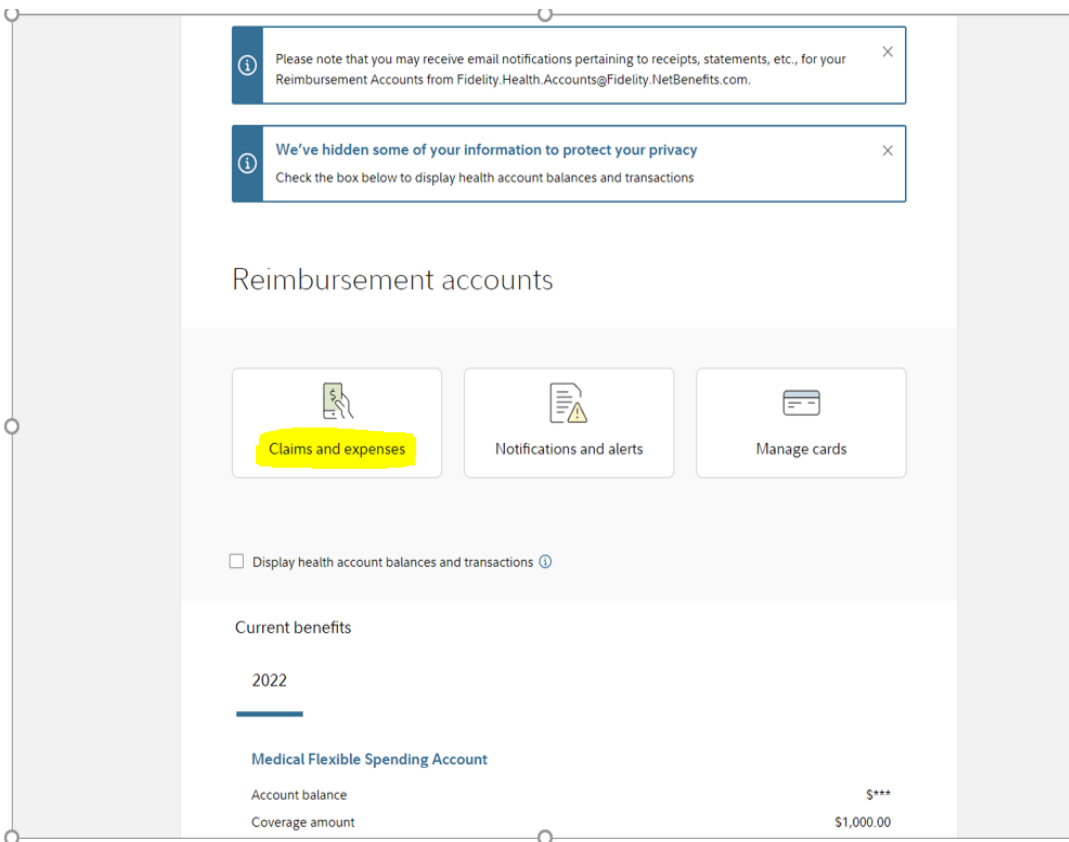 Please note that you may receive email notifications pertaining to receipts, statements, etc., for your
Reimbursement Accounts from Fidelity.Health.Accounts@Fidelity.NetBenefits.com.
We've hidden some of your information to protect your privacy
Check the box below to display health account balances and transactions
Reimbursement accounts
Claims and expenses
Notifications and alerts
Manage cards
Display health account balances and transactions
Current benefits
2022
Medical Flexible Spending Account
Account balance $***
Coverage amount $1,000.00